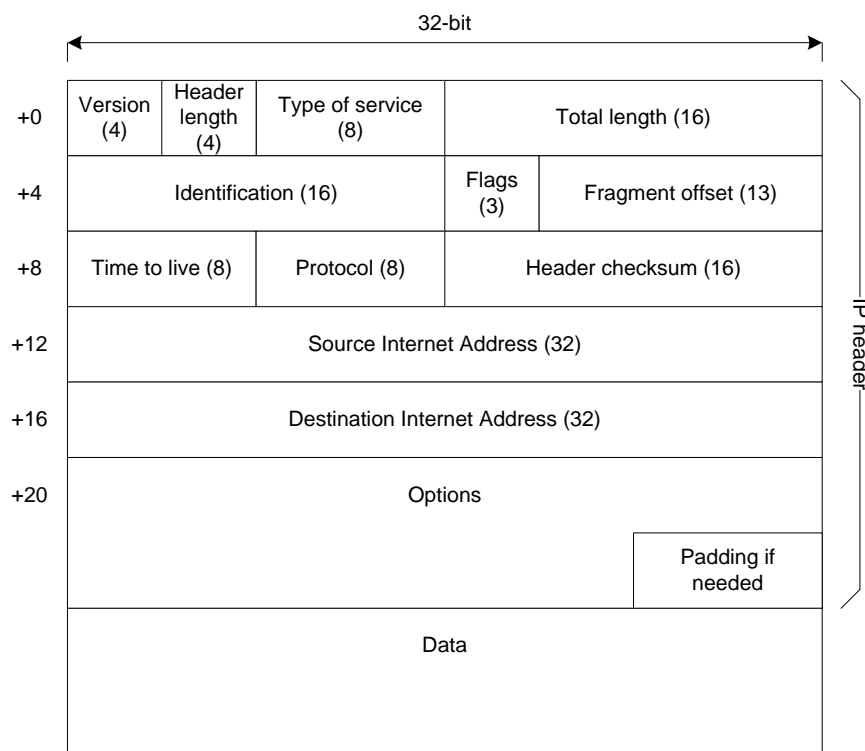 32-bit
+0
Version
(4)
Header
length
(4)
Type of service
(8)
Total length (16)
+4
Identification (16)
Flags
(3)
Fragment offset (13)
+8
Time to live (8)
Protocol (8)
Header checksum (16)
+12
Source Internet Address (32)
+16
Destination Internet Address (32)
+20
Options
Padding if
needed
IP header
Data